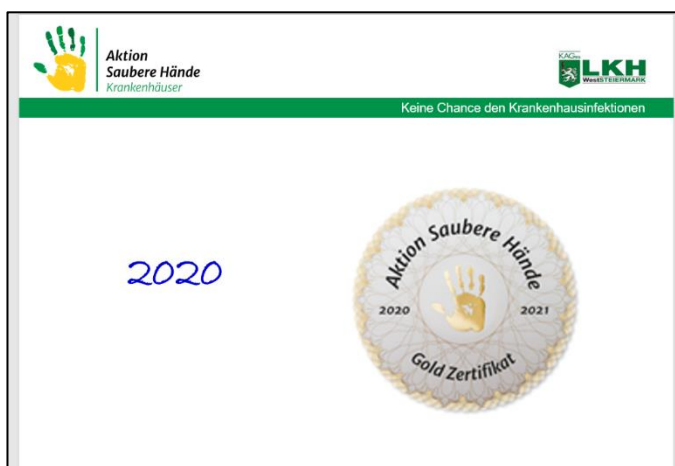 Aktion
Saubere Hände
Krankenhäuser
KAGes
LKH
WestSTEIERMARK
Keine Chance den Krankenhausinfektionen
2020
Aktion Saubere Hände
2020 2021
Gold Zertifikat